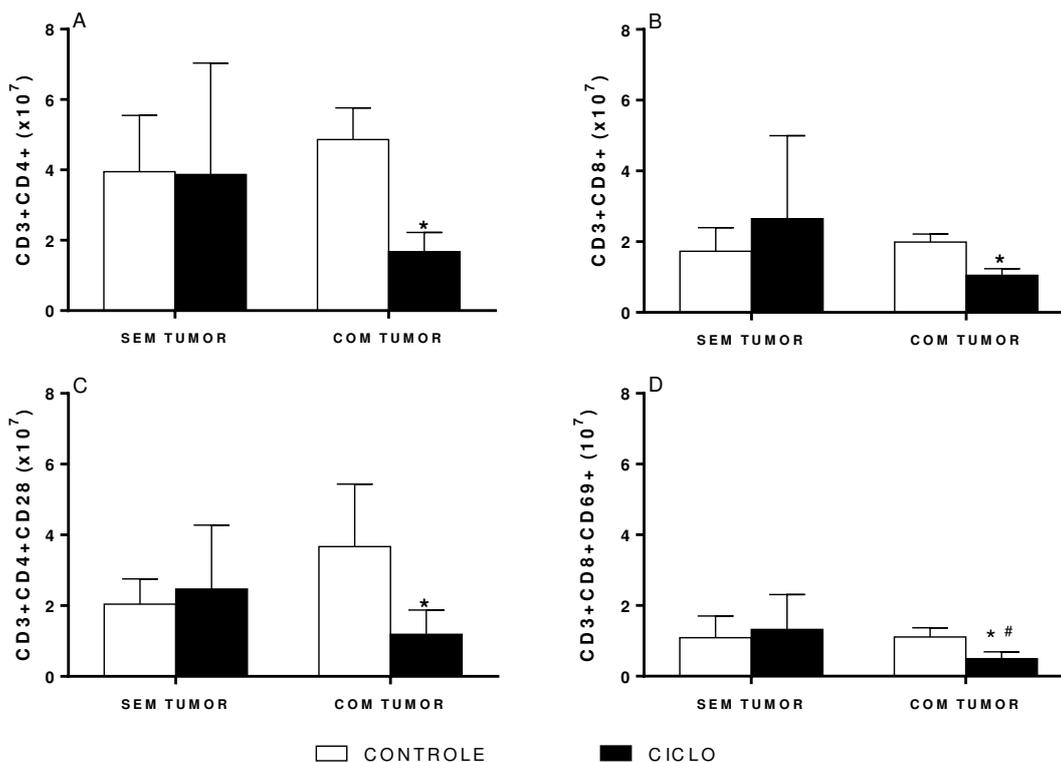 A
CD3+CD4+ (x10⁷)
8
6
4
2
0
SEM TUMOR COM TUMOR
*
B
CD3+CD8+ (x10⁷)
8
6
4
2
0
SEM TUMOR COM TUMOR
*
C
CD3+CD4+CD28 (x10⁷)
8
6
4
2
0
SEM TUMOR COM TUMOR
*
D
CD3+CD8+CD69+ (10⁷)
8
6
4
2
0
SEM TUMOR COM TUMOR
* #
CONTROLE CICLO